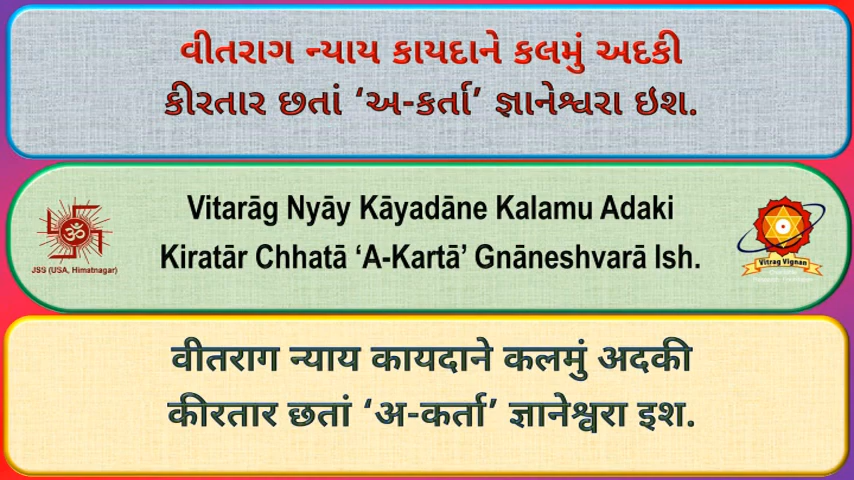 વીતરાગ ન્યાય કાયદાને કલમું અદકી
કીરતાર છતાં ‘અ-કર્તા’ જ્ઞાનેશ્વરા ઇશ.
Vitarāg Nyāy Kāyadāne Kalamu Adaki
Kiratār Chhatā ‘A-Kartā’ Gnāneshvarā Ish.
ૐ
JSS (USA, Himatnagar)
Vitrag Vignan
वीतराग न्याय कायदाने कलमुं अदकी
कीरतार छतां ‘अ-कर्ता’ ज्ञानेश्वरा इश.